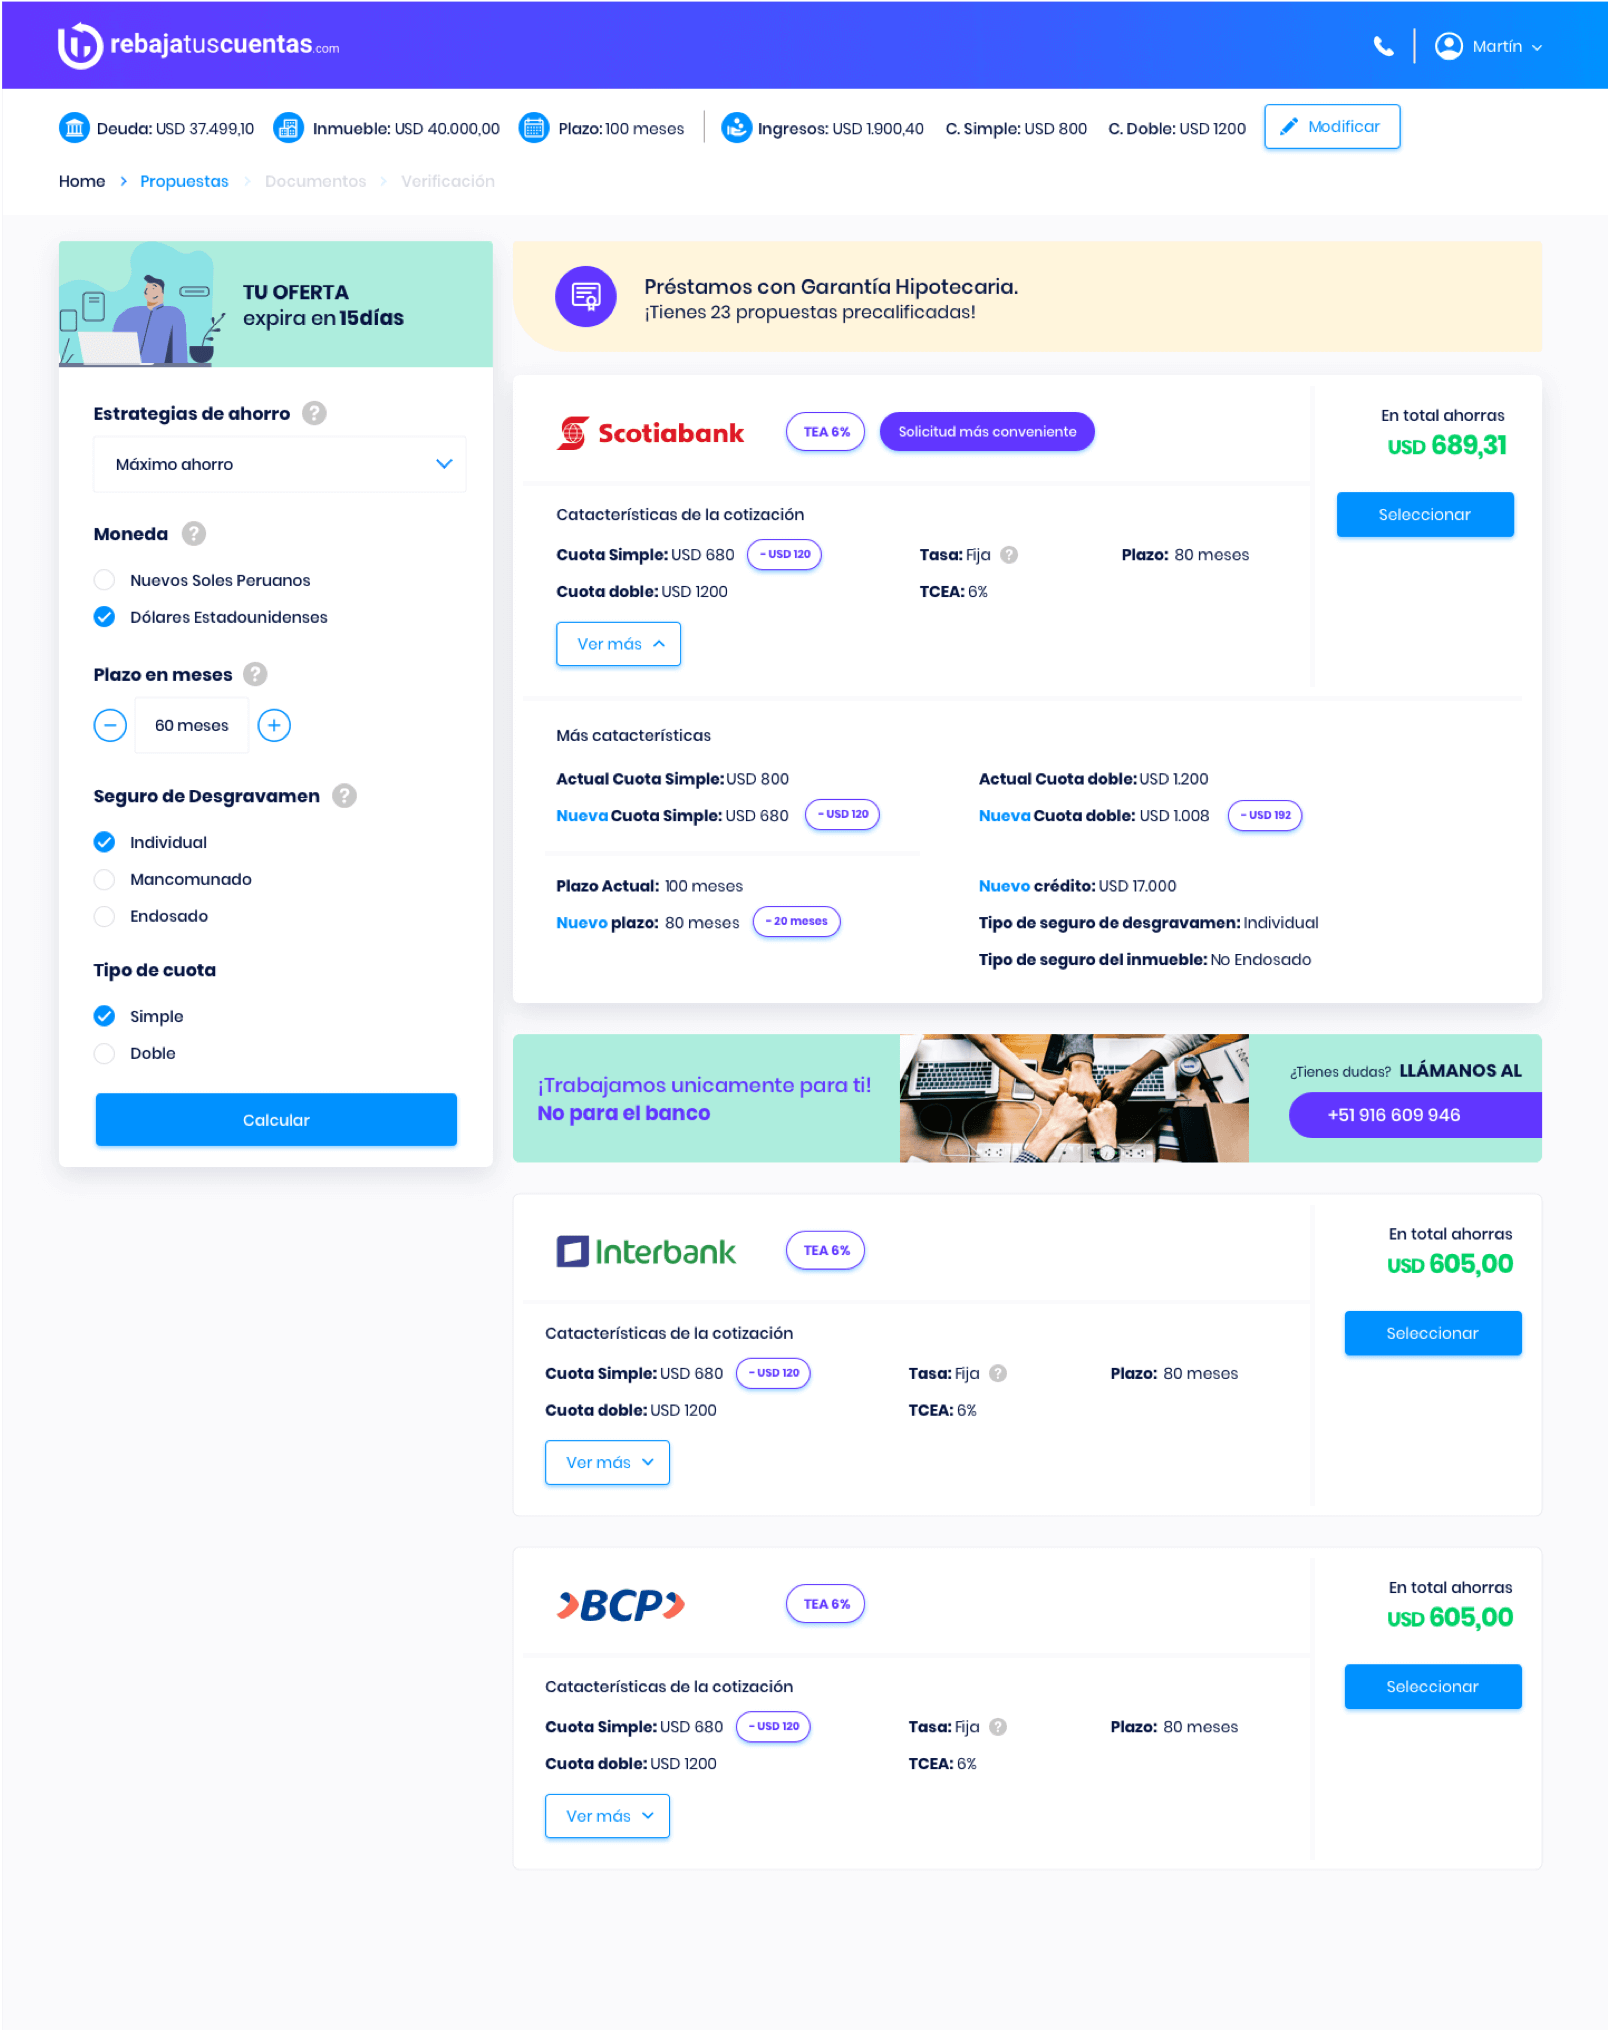 rebajatuscuentas.com
Martín
Deuda: USD 37.499,10 Inmueble: USD 40.000,00 Plazo: 100 meses Ingresos: USD 1.900,40 C. Simple: USD 800 C. Doble: USD 1200 Modificar
Home > Propuestas > Documentos > Verificación
TU OFERTA
expira en 15días
Estrategias de ahorro ?
Máximo ahorro
Moneda ?
Nuevos Soles Peruanos
Dólares Estadounidenses
Plazo en meses ?
− 60 meses +
Seguro de Desgravamen ?
Individual
Mancomunado
Endosado
Tipo de cuota
Simple
Doble
Calcular
Préstamos con Garantía Hipotecaria.
¡Tienes 23 propuestas precalificadas!
Scotiabank TEA 6% Solicitud más conveniente
En total ahorras
USD 689,31
Seleccionar
Catacterísticas de la cotización
Cuota Simple: USD 680 - USD 120 Tasa: Fija ? Plazo: 80 meses
Cuota doble: USD 1200 TCEA: 6%
Ver más
Más catacterísticas
Actual Cuota Simple: USD 800 Actual Cuota doble: USD 1.200
Nueva Cuota Simple: USD 680 - USD 120 Nueva Cuota doble: USD 1.008 - USD 192
Plazo Actual: 100 meses Nuevo crédito: USD 17.000
Nuevo plazo: 80 meses - 20 meses Tipo de seguro de desgravamen: Individual
Tipo de seguro del inmueble: No Endosado
¡Trabajamos unicamente para ti!
No para el banco
¿Tienes dudas? LLÁMANOS AL
+51 916 609 946
Interbank TEA 6%
En total ahorras
USD 605,00
Seleccionar
Catacterísticas de la cotización
Cuota Simple: USD 680 - USD 120 Tasa: Fija ? Plazo: 80 meses
Cuota doble: USD 1200 TCEA: 6%
Ver más
BCP TEA 6%
En total ahorras
USD 605,00
Seleccionar
Catacterísticas de la cotización
Cuota Simple: USD 680 - USD 120 Tasa: Fija ? Plazo: 80 meses
Cuota doble: USD 1200 TCEA: 6%
Ver más